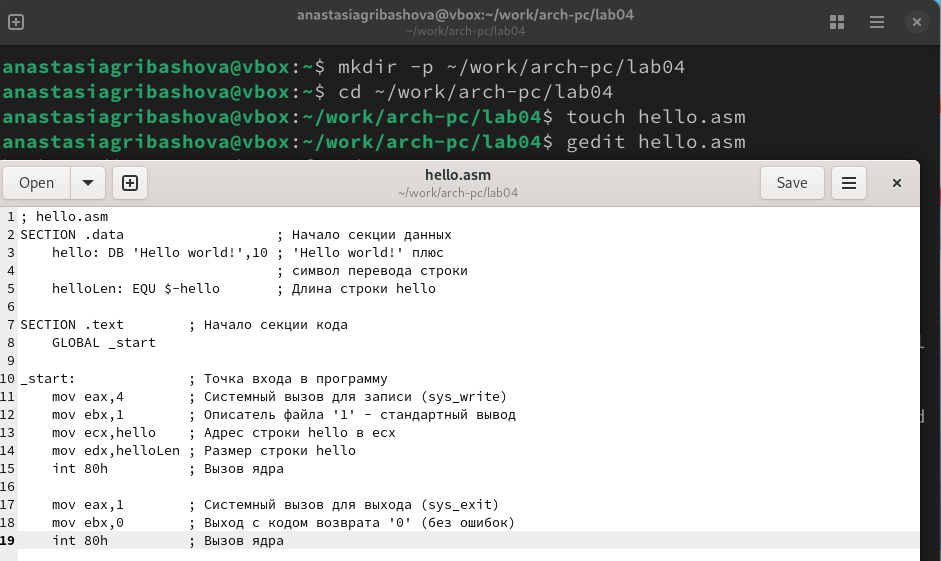 anastasiagribashova@vbox:~/work/arch-pc/lab04
~/work/arch-pc/lab04
anastasiagribashova@vbox:~$ mkdir -p ~/work/arch-pc/lab04
anastasiagribashova@vbox:~$ cd ~/work/arch-pc/lab04
anastasiagribashova@vbox:~/work/arch-pc/lab04$ touch hello.asm
anastasiagribashova@vbox:~/work/arch-pc/lab04$ gedit hello.asm
Open
hello.asm
~/work/arch-pc/lab04
Save
1 ; hello.asm
2 SECTION .data ; Начало секции данных
3 hello: DB 'Hello world!',10 ; 'Hello world!' плюс
4 ; символ перевода строки
5 helloLen: EQU $-hello ; Длина строки hello
6
7 SECTION .text ; Начало секции кода
8 GLOBAL _start
9
10 _start: ; Точка входа в программу
11 mov eax,4 ; Системный вызов для записи (sys_write)
12 mov ebx,1 ; Описатель файла '1' - стандартный вывод
13 mov ecx,hello ; Адрес строки hello в ecx
14 mov edx,helloLen ; Размер строки hello
15 int 80h ; Вызов ядра
16
17 mov eax,1 ; Системный вызов для выхода (sys_exit)
18 mov ebx,0 ; Выход с кодом возврата '0' (без ошибок)
19 int 80h ; Вызов ядра